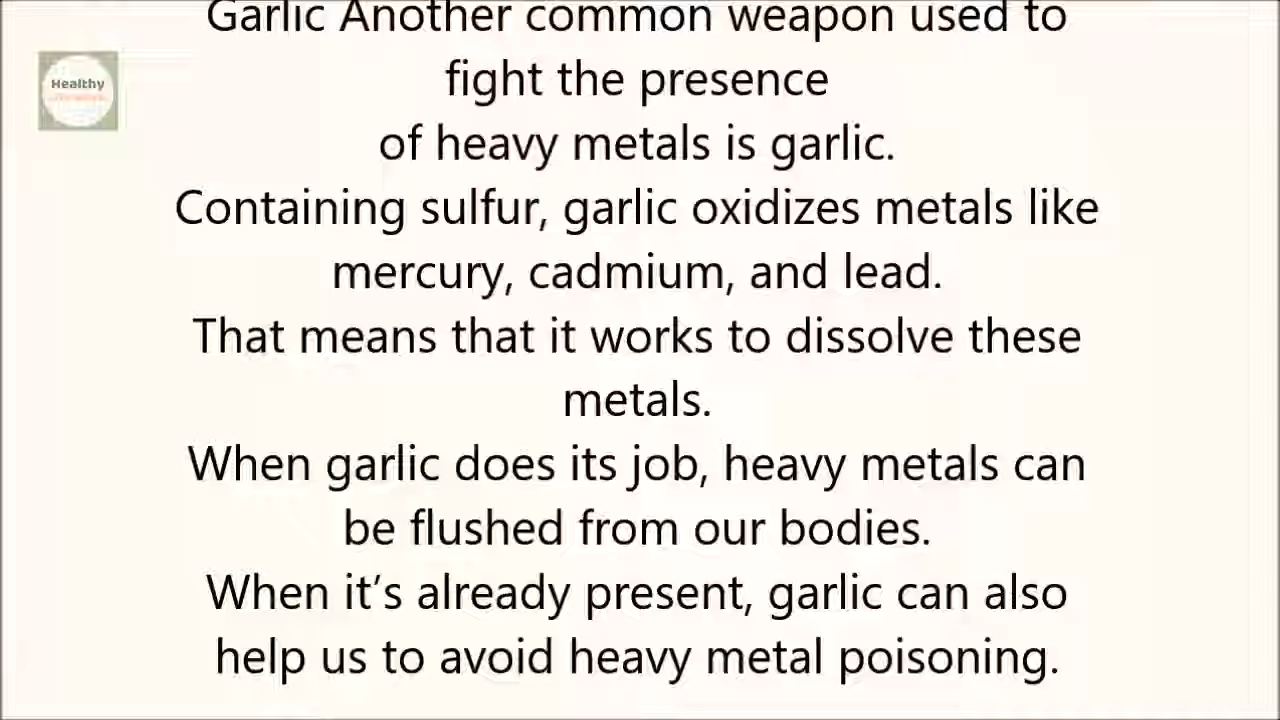 Garlic Another common weapon used to
fight the presence
Healthy
of heavy metals is garlic.
Containing sulfur, garlic oxidizes metals like
mercury, cadmium, and lead.
That means that it works to dissolve these
metals.
When garlic does its job, heavy metals can
be flushed from our bodies.
When it’s already present, garlic can also
help us to avoid heavy metal poisoning.